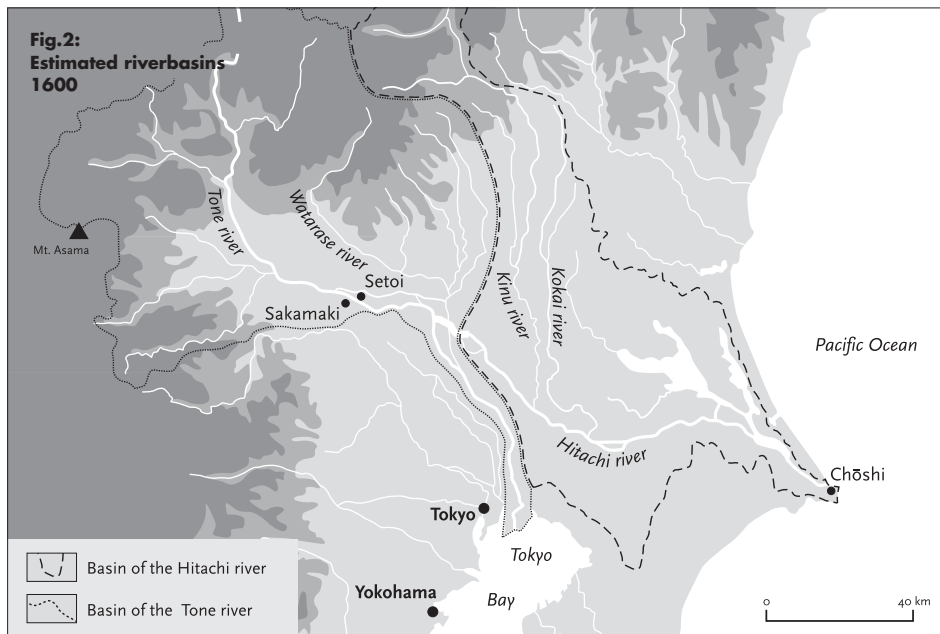 Fig.2:
Estimated riverbasins
1600
Mt. Asama
Tone river
Watarase river
Setoi
Sakamaki
Kinu river
Kokai river
Pacific Ocean
Hitachi river
Chōshi
Tokyo
Tokyo
Bay
Yokohama
Basin of the Hitachi river
Basin of the Tone river
0 40 km